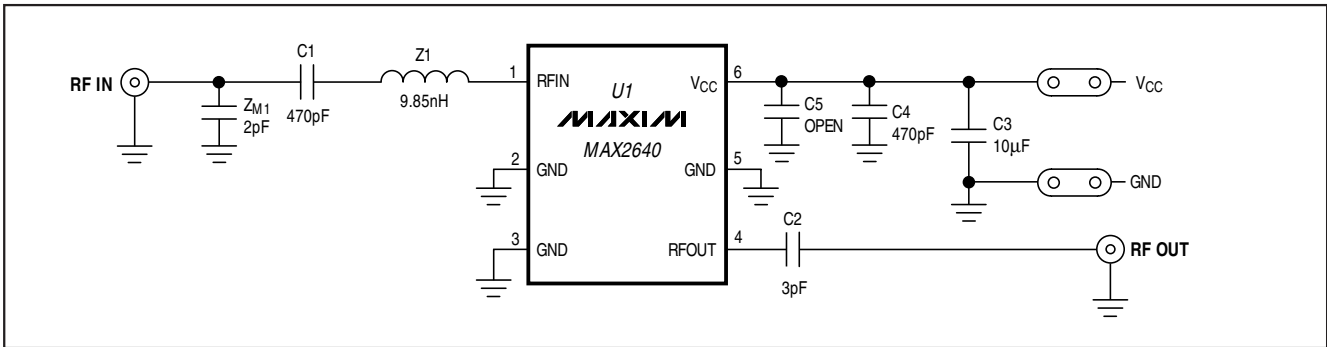 RF IN
ZM1
2pF
C1
470pF
Z1
9.85nH
1
RFIN
2
GND
3
GND
U1
MAXIM
MAX2640
VCC
6
GND
5
RFOUT
4
C5
OPEN
C4
470pF
C3
10μF
VCC
GND
C2
3pF
RF OUT